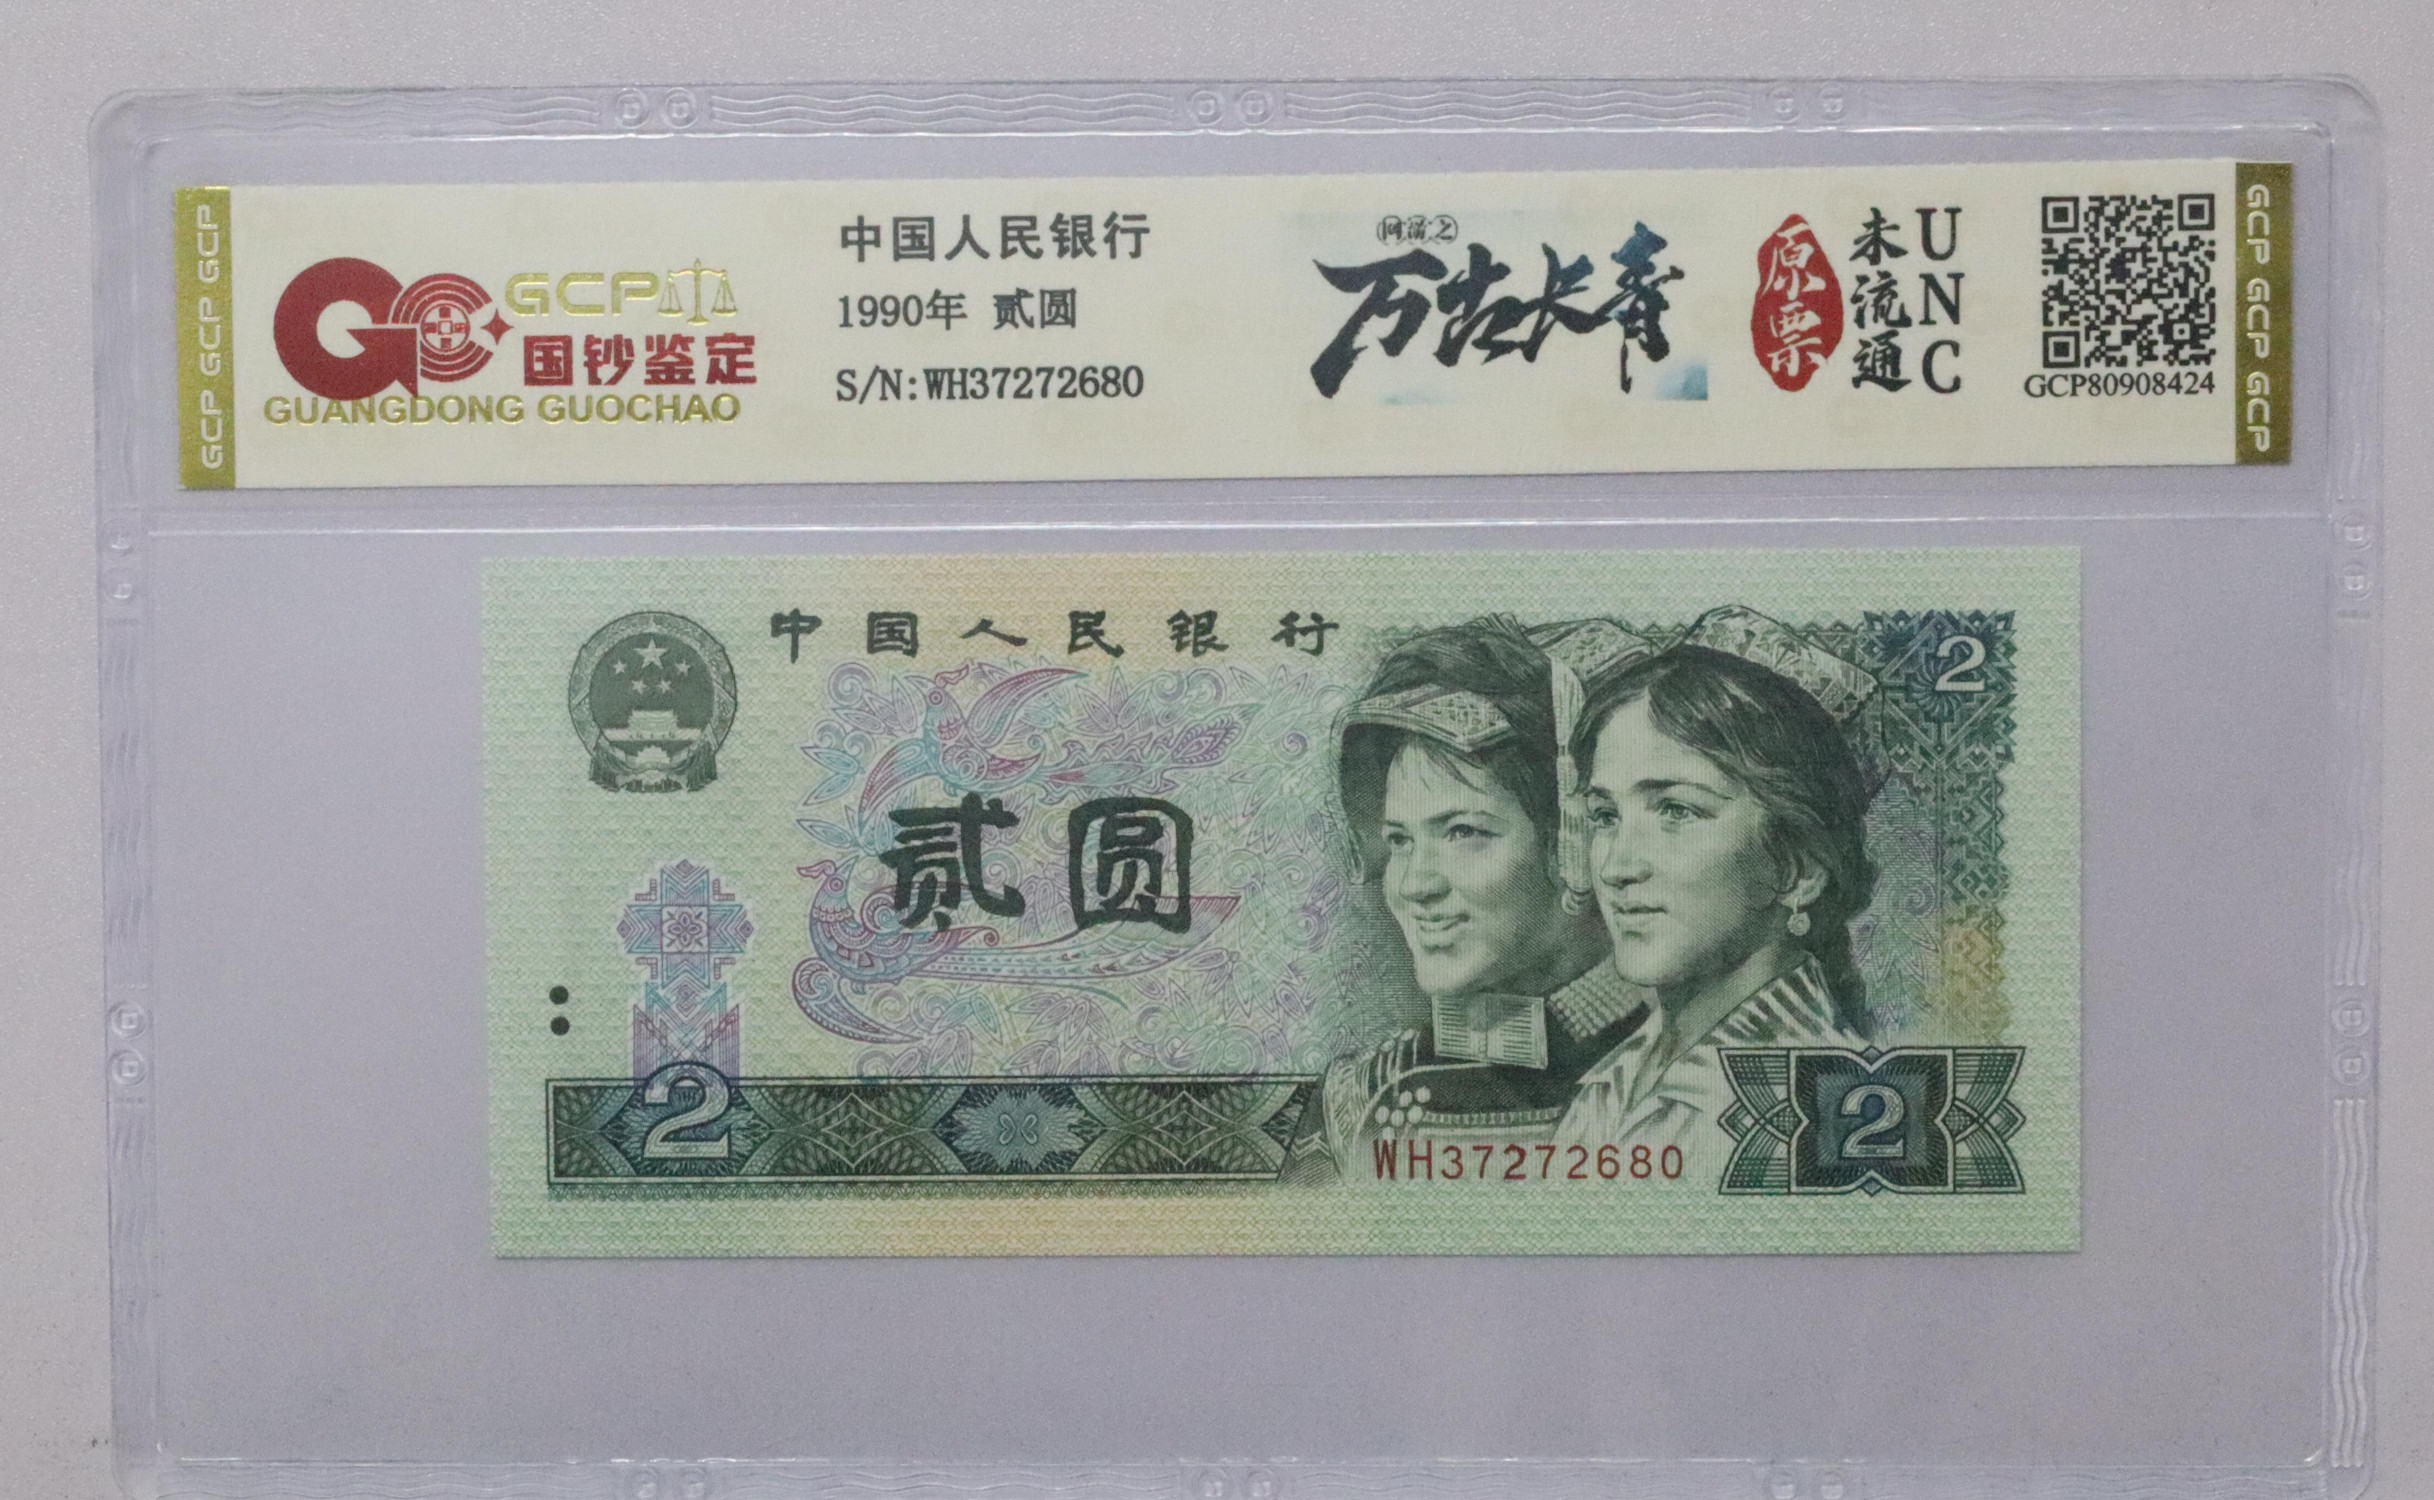 GCP GCP GCP
GCP
国钞鉴定
GUANGDONG GUOCHAO
中国人民银行
1990年 贰圆
S/N:WH37272680
万古长青
原票
未流通
UNC
GCP80908424
GCP GCP GCP
中国人民银行
2
贰圆
2
WH37272680
2